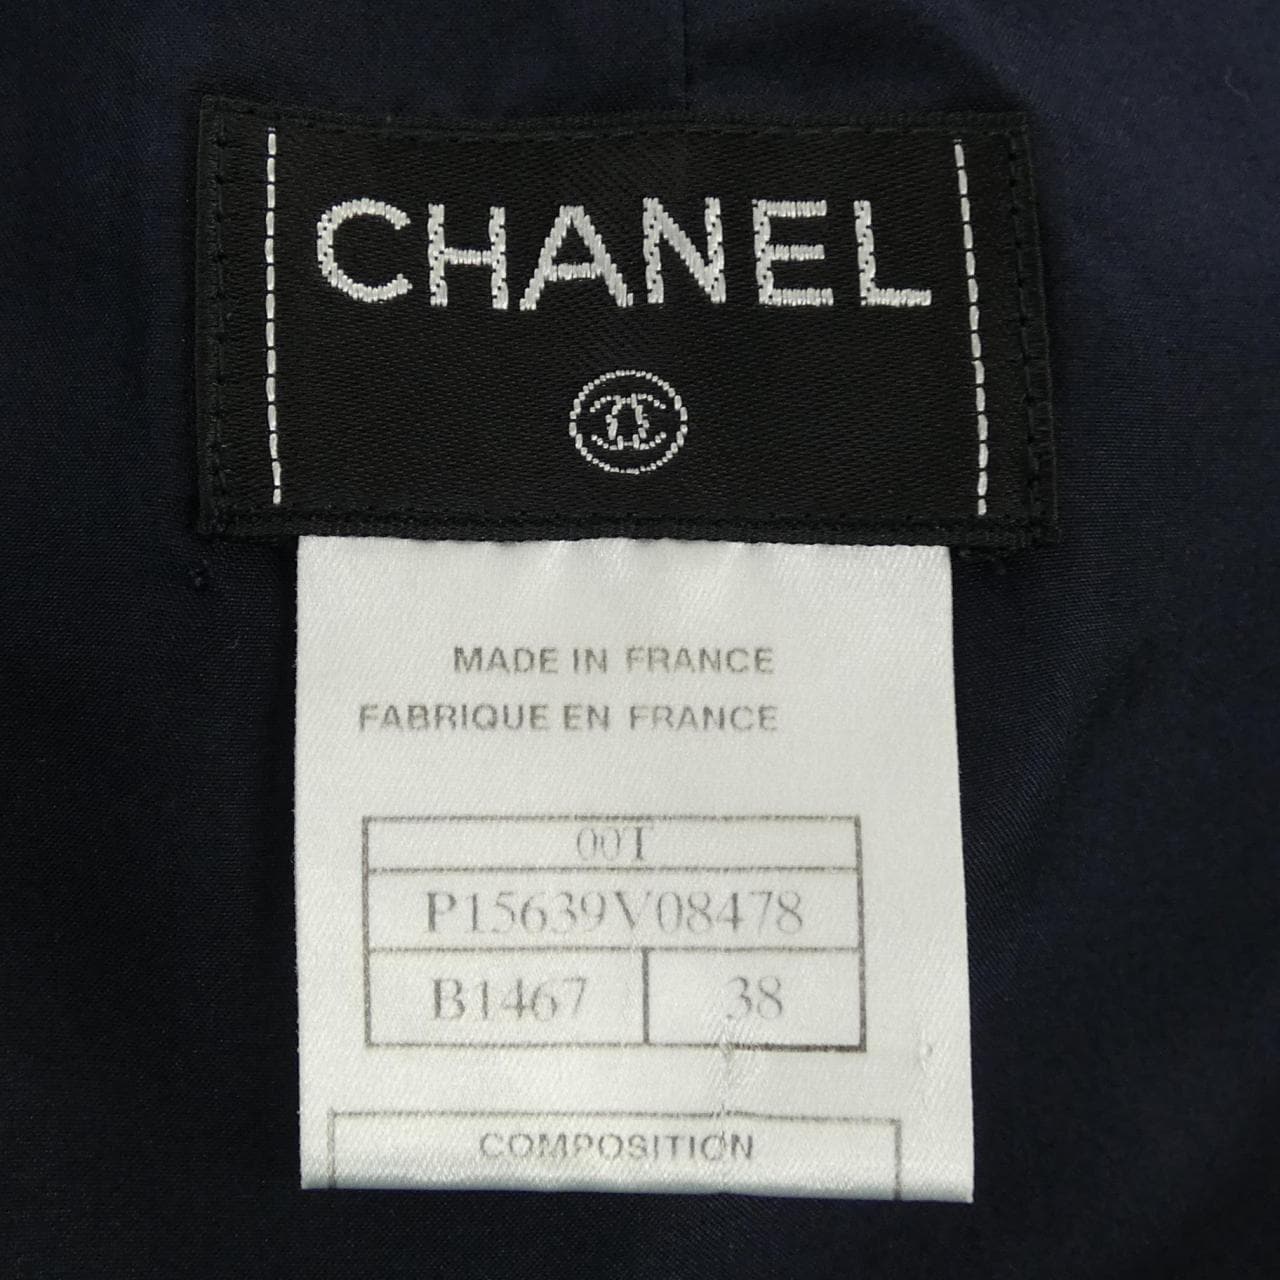 CHANEL
MADE IN FRANCE
FABRIQUE EN FRANCE
00T
P15639V08478
B1467 38
COMPOSITION